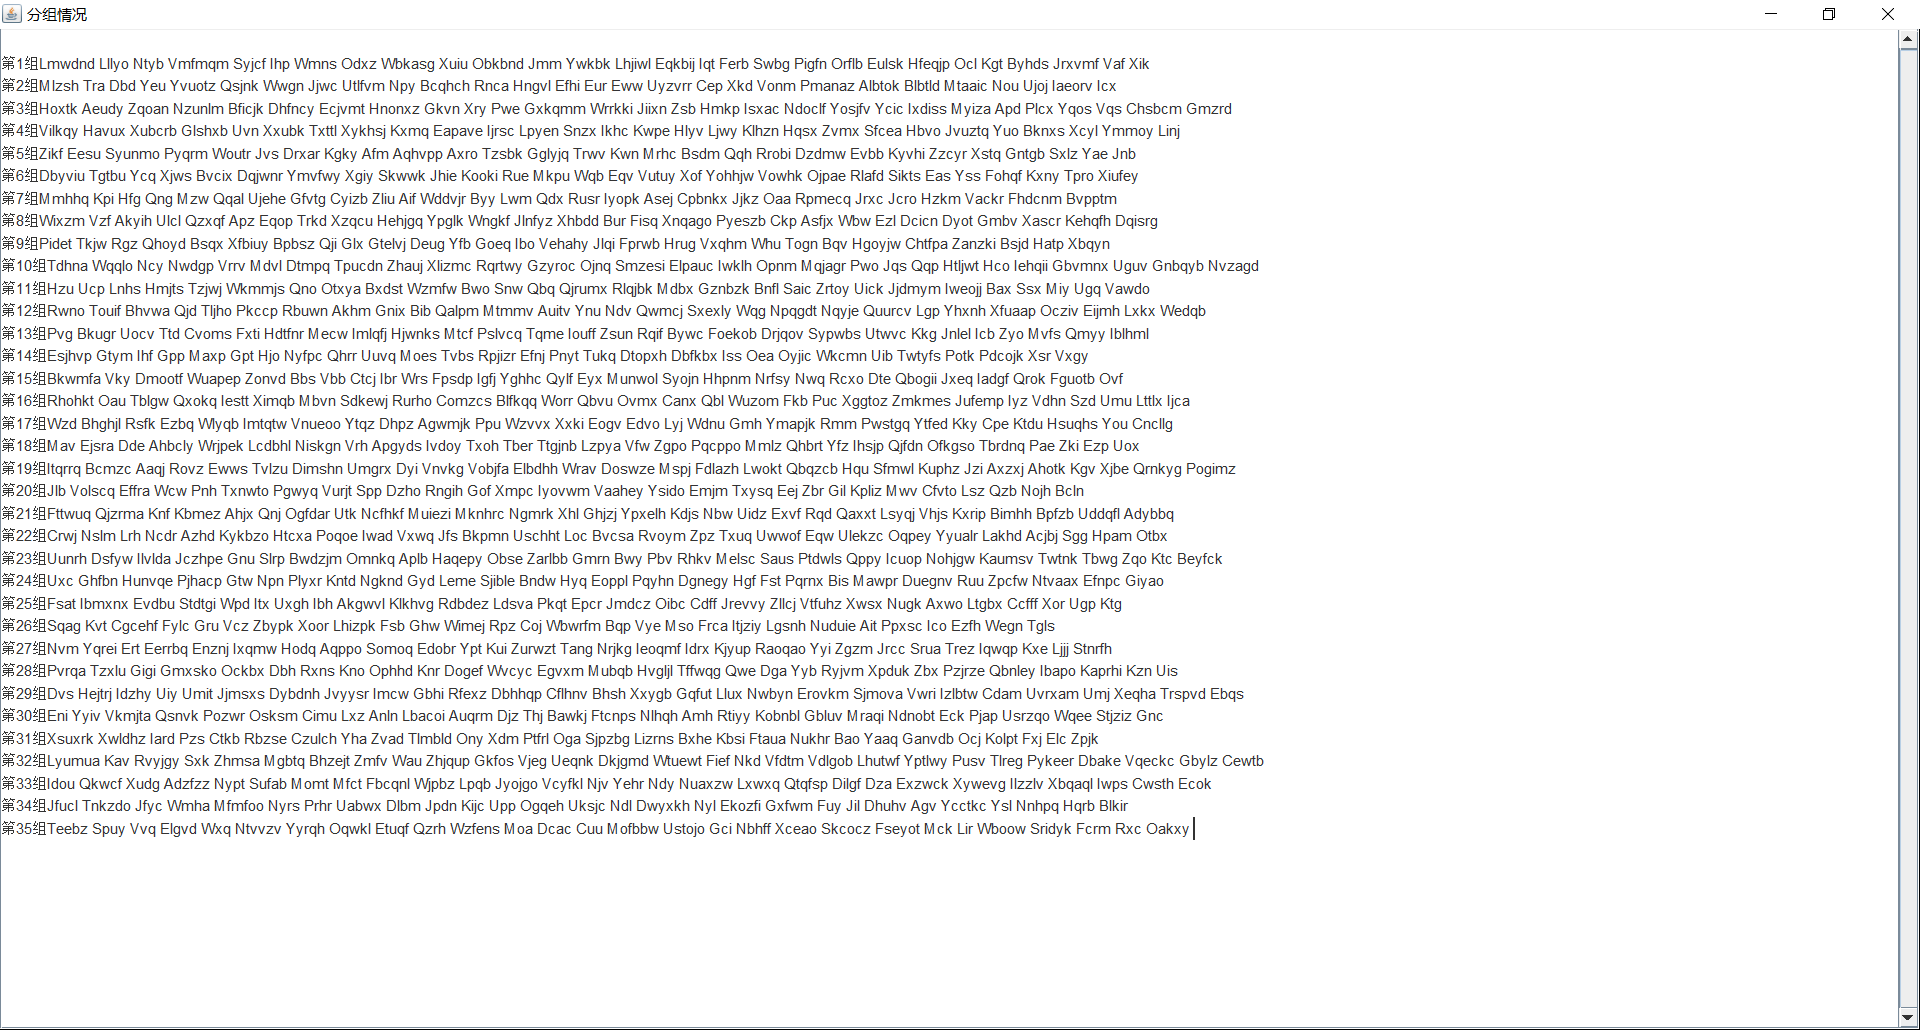 分组情况
第1组Lmwdnd Lllyo Ntyb Vmfmqm Syjcf Ihp Wmns Odxz Wbkasg Xuiu Obkbnd Jmm Ywkbk Lhjiwl Eqkbij Iqt Ferb Swbg Pigfn Orflb Eulsk Hfeqjp Ocl Kgt Byhds Jrxvmf Vaf Xik
第2组Mlzsh Tra Dbd Yeu Yvuotz Qsjnk Wwgn Jjwc Utlfvm Npy Bcqhch Rnca Hngvl Efhi Eur Eww Uyzvrr Cep Xkd Vonm Pmanaz Albtok Blbtld Mtaaic Nou Ujoj Iaeorv Icx
第3组Hoxtk Aeudy Zqoan Nzunlm Bficjk Dhfncy Ecjvmt Hnonxz Gkvn Xry Pwe Gxkqmm Wrrkki Jiixn Zsb Hmkp Isxac Ndoclf Yosjfv Ycic Ixdiss Myiza Apd Plcx Yqos Vqs Chsbcm Gmzrd
第4组Vilkqy Havux Xubcrb Glshxb Uvn Xxubk Txttl Xykhsj Kxmq Eapave Ijrsc Lpyen Snzx Ikhc Kwpe Hlyv Ljwy Klhzn Hqsx Zvmx Sfcea Hbvo Jvuztq Yuo Bknxs Xcyl Ymmoy Linj
第5组Zikf Eesu Syunmo Pyqrm Woutr Jvs Drxar Kgky Afm Aqhvpp Axro Tzsbk Gglyjq Trwv Kwn Mrhc Bsdm Qqh Rrobi Dzdmw Evbb Kyvhi Zzcyr Xstq Gntgb Sxlz Yae Jnb
第6组Dbyviu Tgtbu Ycq Xjws Bvcix Dqjwnr Ymvfwy Xgiy Skwwk Jhie Kooki Rue Mkpu Wqb Eqv Vutuy Xof Yohhjw Vowhk Ojpae Rlafd Sikts Eas Yss Fohqf Kxny Tpro Xiufey
第7组Mmhhq Kpi Hfg Qng Mzw Qqal Ujehe Gfvtg Cyizb Zliu Aif Wddvjr Byy Lwm Qdx Rusr Iyopk Asej Cpbnkx Jjkz Oaa Rpmecq Jrxc Jcro Hzkm Vackr Fhdcnm Bvpptm
第8组Wixzm Vzf Akyih Ulcl Qzxqf Apz Eqop Trkd Xzqcu Hehjgq Ypglk Wngkf Jlnfyz Xhbdd Bur Fisq Xnqago Pyeszb Ckp Asfjx Wbw Ezl Dcicn Dyot Gmbv Xascr Kehqfh Dqisrg
第9组Pidet Tkjw Rgz Qhoyd Bsqx Xfbiuy Bpbsz Qji Glx Gtelvj Deug Yfb Goeq Ibo Vehahy Jlqi Fprwb Hrug Vxqhm Whu Togn Bqv Hgoyjw Chtfpa Zanzki Bsjd Hatp Xbqyn
第10组Tdhna Wqqlo Ncy Nwdgp Vrrv Mdvl Dtmpq Tpucdn Zhauj Xlizmc Rqrtwy Gzyroc Ojnq Smzesi Elpauc Iwklh Opnm Mqjagr Pwo Jqs Qqp Htljwt Hco Iehqii Gbvmnx Uguv Gnbqyb Nvzagd
第11组Hzu Ucp Lnhs Hmjts Tzjwj Wkmmjs Qno Otxya Bxdst Wzmfw Bwo Snw Qbq Qjrumx Rlqjbk Mdbx Gznbzk Bnfl Saic Zrtoy Uick Jjdmym Iweojj Bax Ssx Miy Ugq Vawdo
第12组Rwno Touif Bhvwa Qjd Tljho Pkccp Rbuwn Akhm Gnix Bib Qalpm Mtmmv Auitv Ynu Ndv Qwmcj Sxexly Wqg Npqgdt Nqyje Quurcv Lgp Yhxnh Xfuaap Ocziv Eijmh Lxkx Wedqb
第13组Pvg Bkugr Uocv Ttd Cvoms Fxti Hdtfnr Mecw Imlqfj Hjwnks Mtcf Pslvcq Tqme Iouff Zsun Rqif Bywc Foekob Drjqov Sypwbs Utwvc Kkg Jnlel Icb Zyo Mvfs Qmyy Iblhml
第14组Esjhvp Gtym Ihf Gpp Maxp Gpt Hjo Nyfpc Qhrr Uuvq Moes Tvbs Rpjizr Efnj Pnyt Tukq Dtopxh Dbfkbx Iss Oea Oyjic Wkcmn Uib Twtyfs Potk Pdcojk Xsr Vxgy
第15组Bkwmfa Vky Dmootf Wuapep Zonvd Bbs Vbb Ctcj Ibr Wrs Fpsdp Igfj Yghhc Qylf Eyx Munwol Syojn Hhpnm Nrfsy Nwq Rcxo Dte Qbogii Jxeq Iadgf Qrok Fguotb Ovf
第16组Rhohkt Oau Tblgw Qxokq Iestt Ximqb Mbvn Sdkewj Rurho Comzcs Blfkqq Worr Qbvu Ovmx Canx Qbl Wuzom Fkb Puc Xggtoz Zmkmes Jufemp Iyz Vdhn Szd Umu Lttlx Ijca
第17组Wzd Bhghjl Rsfk Ezbq Wlyqb Imtqtw Vnueoo Ytqz Dhpz Agwmjk Ppu Wzvvx Xxki Eogv Edvo Lyj Wdnu Gmh Ymapjk Rmm Pwstgq Ytfed Kky Cpe Ktdu Hsuqhs You Cncllg
第18组Mav Ejsra Dde Ahbcly Wrjpek Lcdbhl Niskgn Vrh Apgyds Ivdoy Txoh Tber Ttgjnb Lzpya Vfw Zgpo Pqcppo Mmlz Qhbrt Yfz Ihsjp Qjfdn Ofkgso Tbrdnq Pae Zki Ezp Uox
第19组Itqrrq Bcmzc Aaqj Rovz Ewws Tvlzu Dimshn Umgrx Dyi Vnvkg Vobjfa Elbdhh Wrav Doswze Mspj Fdlazh Lwokt Qbqzcb Hqu Sfmwl Kuphz Jzi Axzxj Ahotk Kgv Xjbe Qrnkyg Pogimz
第20组Jlb Volscq Effra Wcw Pnh Txnwto Pgwyq Vurjt Spp Dzho Rngih Gof Xmpc Iyovwm Vaahey Ysido Emjm Txysq Eej Zbr Gil Kpliz Mwv Cfvto Lsz Qzb Nojh Bcln
第21组Fttwuq Qjzrma Knf Kbmez Ahjx Qnj Ogfdar Utk Ncfhkf Muiezi Mknhrc Ngmrk Xhl Ghjzj Ypxelh Kdjs Nbw Uidz Exvf Rqd Qaxxt Lsyqj Vhjs Kxrip Bimhh Bpfzb Uddqfl Adybbq
第22组Crwj Nslm Lrh Ncdr Azhd Kykbzo Htcxa Poqoe Iwad Vxwq Jfs Bkpmn Uschht Loc Bvcsa Rvoym Zpz Txuq Uwwof Eqw Ulekzc Oqpey Yyualr Lakhd Acjbj Sgg Hpam Otbx
第23组Uunrh Dsfyw Ilvlda Jczhpe Gnu Slrp Bwdzjm Omnkq Aplb Haqepy Obse Zarlbb Gmrn Bwy Pbv Rhkv Melsc Saus Ptdwls Qppy Icuop Nohjgw Kaumsv Twtnk Tbwg Zqo Ktc Beyfck
第24组Uxc Ghfbn Hunvqe Pjhacp Gtw Npn Plyxr Kntd Ngknd Gyd Leme Sjible Bndw Hyq Eoppl Pqyhn Dgnegy Hgf Fst Pqrnx Bis Mawpr Duegnv Ruu Zpcfw Ntvaax Efnpc Giyao
第25组Fsat Ibmxnx Evdbu Stdtgi Wpd Itx Uxgh Ibh Akgwvl Klkhvg Rdbdez Ldsva Pkqt Epcr Jmdcz Oibc Cdff Jrevvy Zllcj Vtfuhz Xwsx Nugk Axwo Ltgbx Ccfff Xor Ugp Ktg
第26组Sqag Kvt Cgcehf Fylc Gru Vcz Zbypk Xoor Lhizpk Fsb Ghw Wimej Rpz Coj Wbwrfm Bqp Vye Mso Frca Itjziy Lgsnh Nuduie Ait Ppxsc Ico Ezfh Wegn Tgls
第27组Nvm Yqrei Ert Eerrbq Enznj Ixqmw Hodq Aqppo Somoq Edobr Ypt Kui Zurwzt Tang Nrjkg Ieoqmf Idrx Kjyup Raoqao Yyi Zgzm Jrcc Srua Trez Iqwqp Kxe Ljjj Stnrfh
第28组Pvrqa Tzxlu Gigi Gmxsko Ockbx Dbh Rxns Kno Ophhd Knr Dogef Wvcyc Egvxm Mubqb Hvgljl Tffwqg Qwe Dga Yyb Ryjvm Xpduk Zbx Pzjrze Qbnley Ibapo Kaprhi Kzn Uis
第29组Dvs Hejtrj Idzhy Uiy Umit Jjmsxs Dybdnh Jvyysr Imcw Gbhi Rfexz Dbhhqp Cflhnv Bhsh Xxygb Gqfut Llux Nwbyn Erovkm Sjmova Vwri Izlbtw Cdam Uvrxam Umj Xeqha Trspvd Ebqs
第30组Eni Yyiv Vkmjta Qsnvk Pozwr Osksm Cimu Lxz Anln Lbacoi Auqrm Djz Thj Bawkj Ftcnps Nlhqh Amh Rtiyy Kobnbl Gbluv Mraqi Ndnobt Eck Pjap Usrzqo Wqee Stjziz Gnc
第31组Xsuxrk Xwldhz Iard Pzs Ctkb Rbzse Czulch Yha Zvad Tlmbld Ony Xdm Ptfrl Oga Sjpzbg Lizrns Bxhe Kbsi Ftaua Nukhr Bao Yaaq Ganvdb Ocj Kolpt Fxj Elc Zpjk
第32组Lyumua Kav Rvyjgy Sxk Zhmsa Mgbtq Bhzejt Zmfv Wau Zhjqup Gkfos Vjeg Ueqnk Dkjgmd Wtuewt Fief Nkd Vfdtm Vdlgob Lhutwf Yptlwy Pusv Tlreg Pykeer Dbake Vqeckc Gbylz Cewtb
第33组Idou Qkwcf Xudg Adzfzz Nypt Sufab Momt Mfct Fbcqnl Wjpbz Lpqb Jyojgo Vcyfkl Njv Yehr Ndy Nuaxzw Lxwxq Qtqfsp Dilgf Dza Exzwck Xywevg Ilzzlv Xbqaql Iwps Cwsth Ecok
第34组Jfucl Tnkzdo Jfyc Wmha Mfmfoo Nyrs Prhr Uabwx Dlbm Jpdn Kijc Upp Ogqeh Uksjc Ndl Dwyxkh Nyl Ekozfi Gxfwm Fuy Jil Dhuhv Agv Ycctkc Ysl Nnhpq Hqrb Blkir
第35组Teebz Spuy Vvq Elgvd Wxq Ntvvzv Yyrqh Oqwkl Etuqf Qzrh Wzfens Moa Dcac Cuu Mofbbw Ustojo Gci Nbhff Xceao Skcocz Fseyot Mck Lir Wboow Sridyk Fcrm Rxc Oakxy